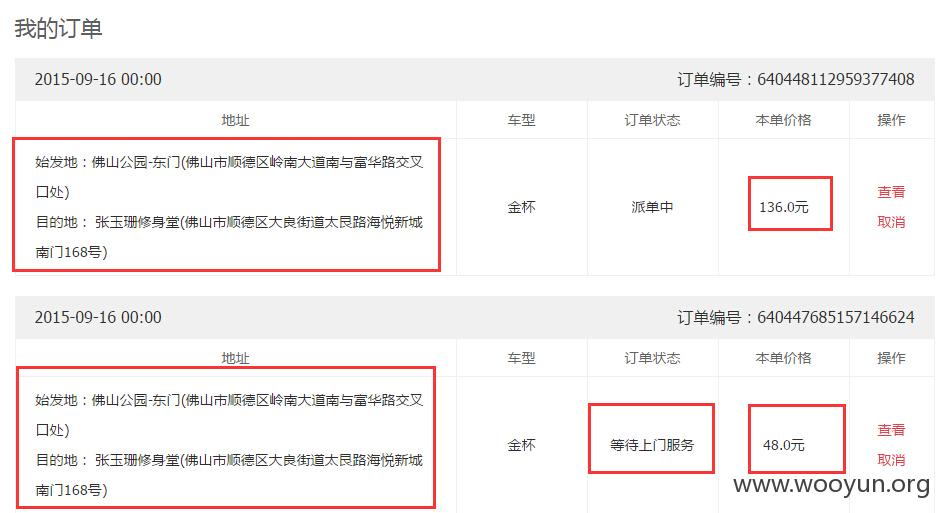 我的订单
2015-09-16 00:00 订单编号：640448112959377408
地址 车型 订单状态 本单价格 操作
始发地：佛山公园-东门(佛山市顺德区岭南大道南与富华路交叉
口处)
目的地： 张玉珊修身堂(佛山市顺德区大良街道太艮路海悦新城
南门168号)
金杯 派单中 136.0元
查看
取消
2015-09-16 00:00 订单编号：640447685157146624
地址 车型 订单状态 本单价格 操作
始发地：佛山公园-东门(佛山市顺德区岭南大道南与富华路交叉
口处)
目的地： 张玉珊修身堂(佛山市顺德区大良街道太艮路海悦新城
南门168号)
金杯 等待上门服务 48.0元
查看
取消
www.wooyun.org